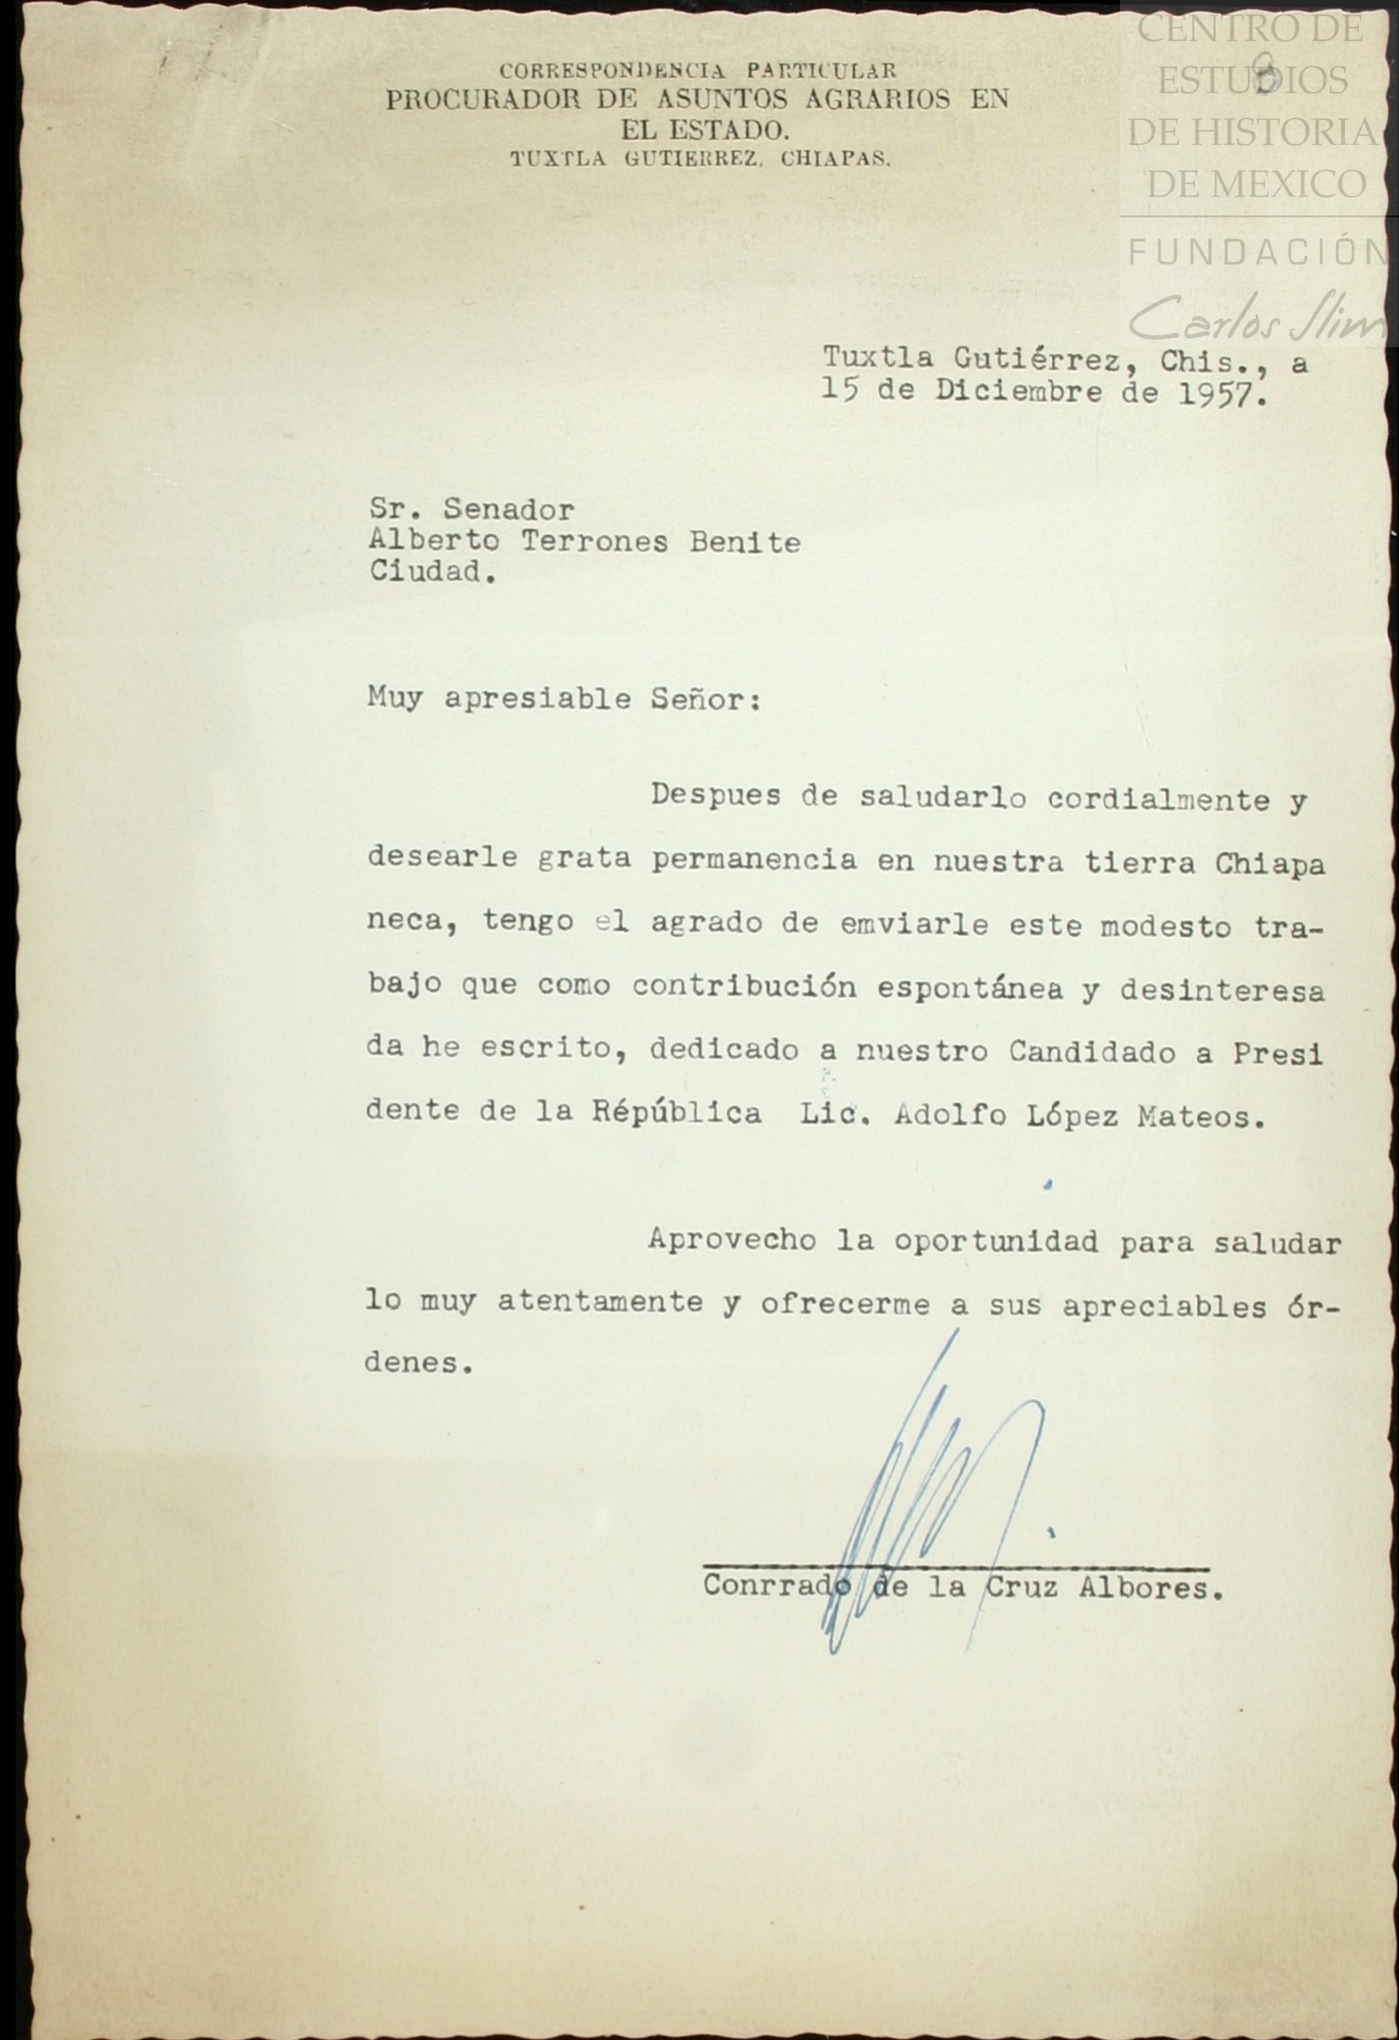 CENTRO DE
ESTUDIOS
DE HISTORIA
DE MEXICO
FUNDACIÓN
Carlos Slim
8
CORRESPONDENCIA PARTICULAR
PROCURADOR DE ASUNTOS AGRARIOS EN
EL ESTADO.
TUXTLA GUTIERREZ, CHIAPAS.
Tuxtla Gutiérrez, Chis., a
15 de Diciembre de 1957.
Sr. Senador
Alberto Terrones Benite
Ciudad.
Muy apresiable Señor:
Despues de saludarlo cordialmente y
desearle grata permanencia en nuestra tierra Chiapa
neca, tengo el agrado de emviarle este modesto tra-
bajo que como contribución espontánea y desinteresa
da he escrito, dedicado a nuestro Candidado a Presi
dente de la Répública Lic. Adolfo López Mateos.
Aprovecho la oportunidad para saludar
lo muy atentamente y ofrecerme a sus apreciables ór-
denes.
Conrrado de la Cruz Albores.